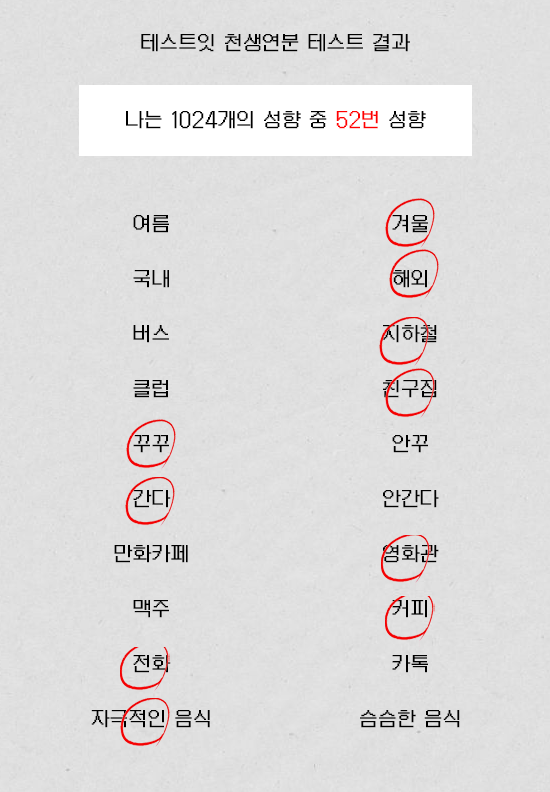 테스트잇 천생연분 테스트 결과
나는 1024개의 성향 중 52번 성향
여름 겨울
국내 해외
버스 지하철
클럽 친구집
꾸꾸 안꾸
간다 안간다
만화카페 영화관
맥주 커피
전화 카톡
자극적인 음식 슴슴한 음식